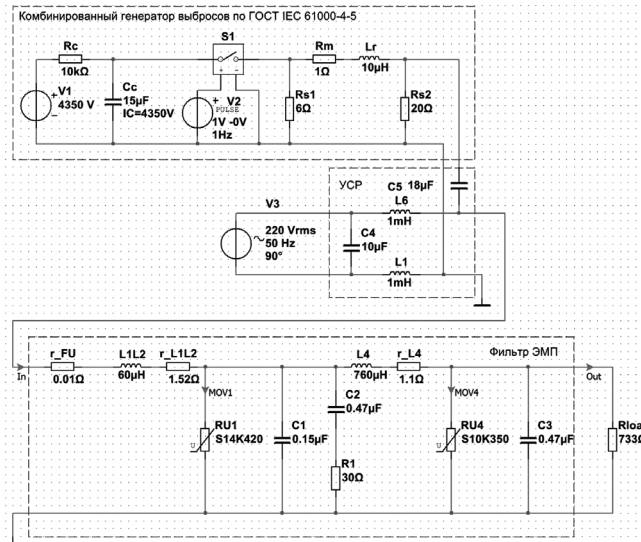 Комбинированный генератор выбросов по ГОСТ IEC 61000-4-5
S1
Rc
10kΩ
Rm
1Ω
Lr
10μH
V1
4350 V
Cc
15μF
IC=4350V
V2
PULSE
1V -0V
1Hz
Rs1
6Ω
Rs2
20Ω
УСР
C5 18μF
L6
1mH
V3
220 Vrms
50 Hz
90°
C4
10μF
L1
1mH
Фильтр ЭМП
In
r_FU
0.01Ω
L1L2
60μH
r_L1L2
1.52Ω
L4
760μH
r_L4
1.1Ω
Out
MOV1
MOV4
RU1
S14K420
U
C1
0.15μF
C2
0.47μF
R1
30Ω
RU4
S10K350
U
C3
0.47μF
Rloa
733Ω